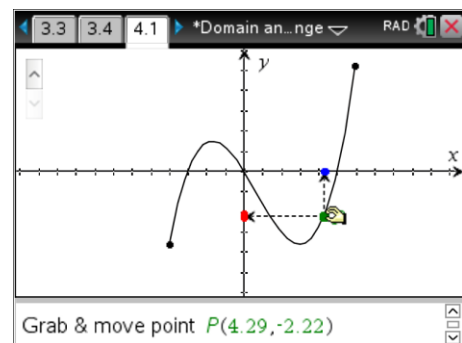 3.3 3.4 4.1 *Domain an...nge RAD
y
x
Grab & move point P(4.29,-2.22)